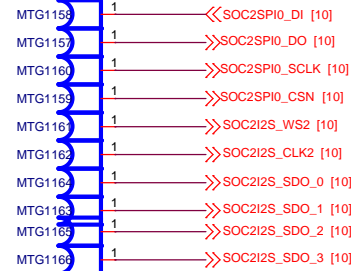 MTG1158 1 SOC2SPI0_DI [10]
MTG1157 1 SOC2SPI0_DO [10]
MTG1160 1 SOC2SPI0_SCLK [10]
MTG1159 1 SOC2SPI0_CSN [10]
MTG1161 1 SOC2I2S_WS2 [10]
MTG1162 1 SOC2I2S_CLK2 [10]
MTG1164 1 SOC2I2S_SDO_0 [10]
MTG1163 1 SOC2I2S_SDO_1 [10]
MTG1165 1 SOC2I2S_SDO_2 [10]
MTG1166 1 SOC2I2S_SDO_3 [10]